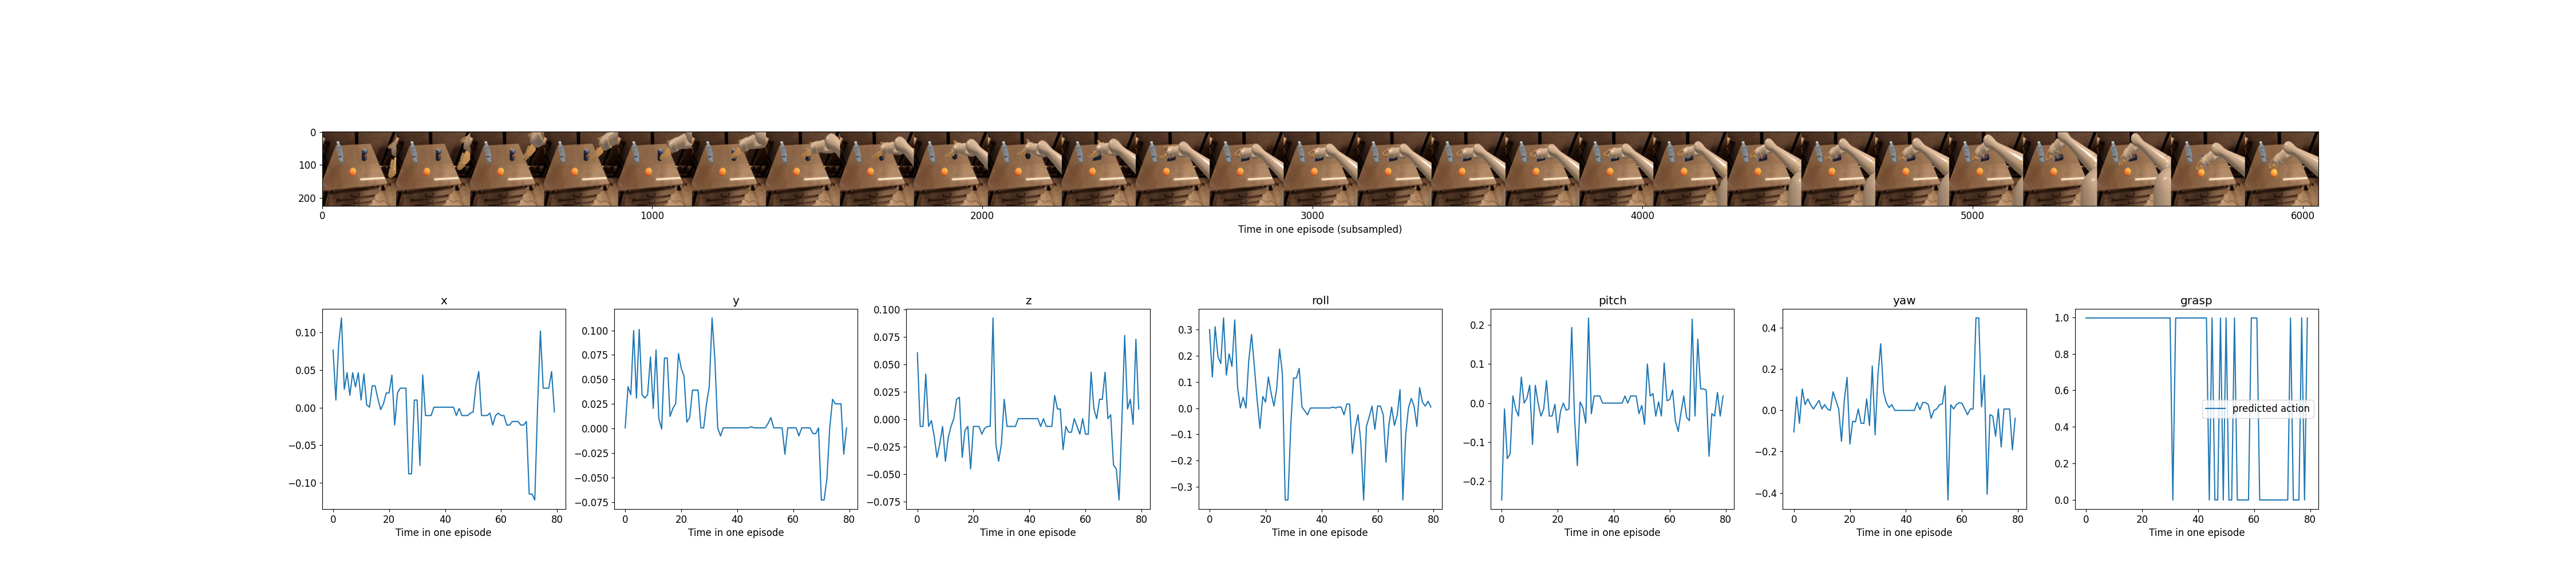 0
100
200
0 1000 2000 3000 4000 5000 6000
Time in one episode (subsampled)
x
0.10
0.05
0.00
−0.05
−0.10
0 20 40 60 80
Time in one episode
y
0.100
0.075
0.050
0.025
0.000
−0.025
−0.050
−0.075
0 20 40 60 80
Time in one episode
z
0.100
0.075
0.050
0.025
0.000
−0.025
−0.050
−0.075
0 20 40 60 80
Time in one episode
roll
0.3
0.2
0.1
0.0
−0.1
−0.2
−0.3
0 20 40 60 80
Time in one episode
pitch
0.2
0.1
0.0
−0.1
−0.2
0 20 40 60 80
Time in one episode
yaw
0.4
0.2
0.0
−0.2
−0.4
0 20 40 60 80
Time in one episode
grasp
1.0
0.8
0.6
0.4
0.2
0.0
predicted action
0 20 40 60 80
Time in one episode